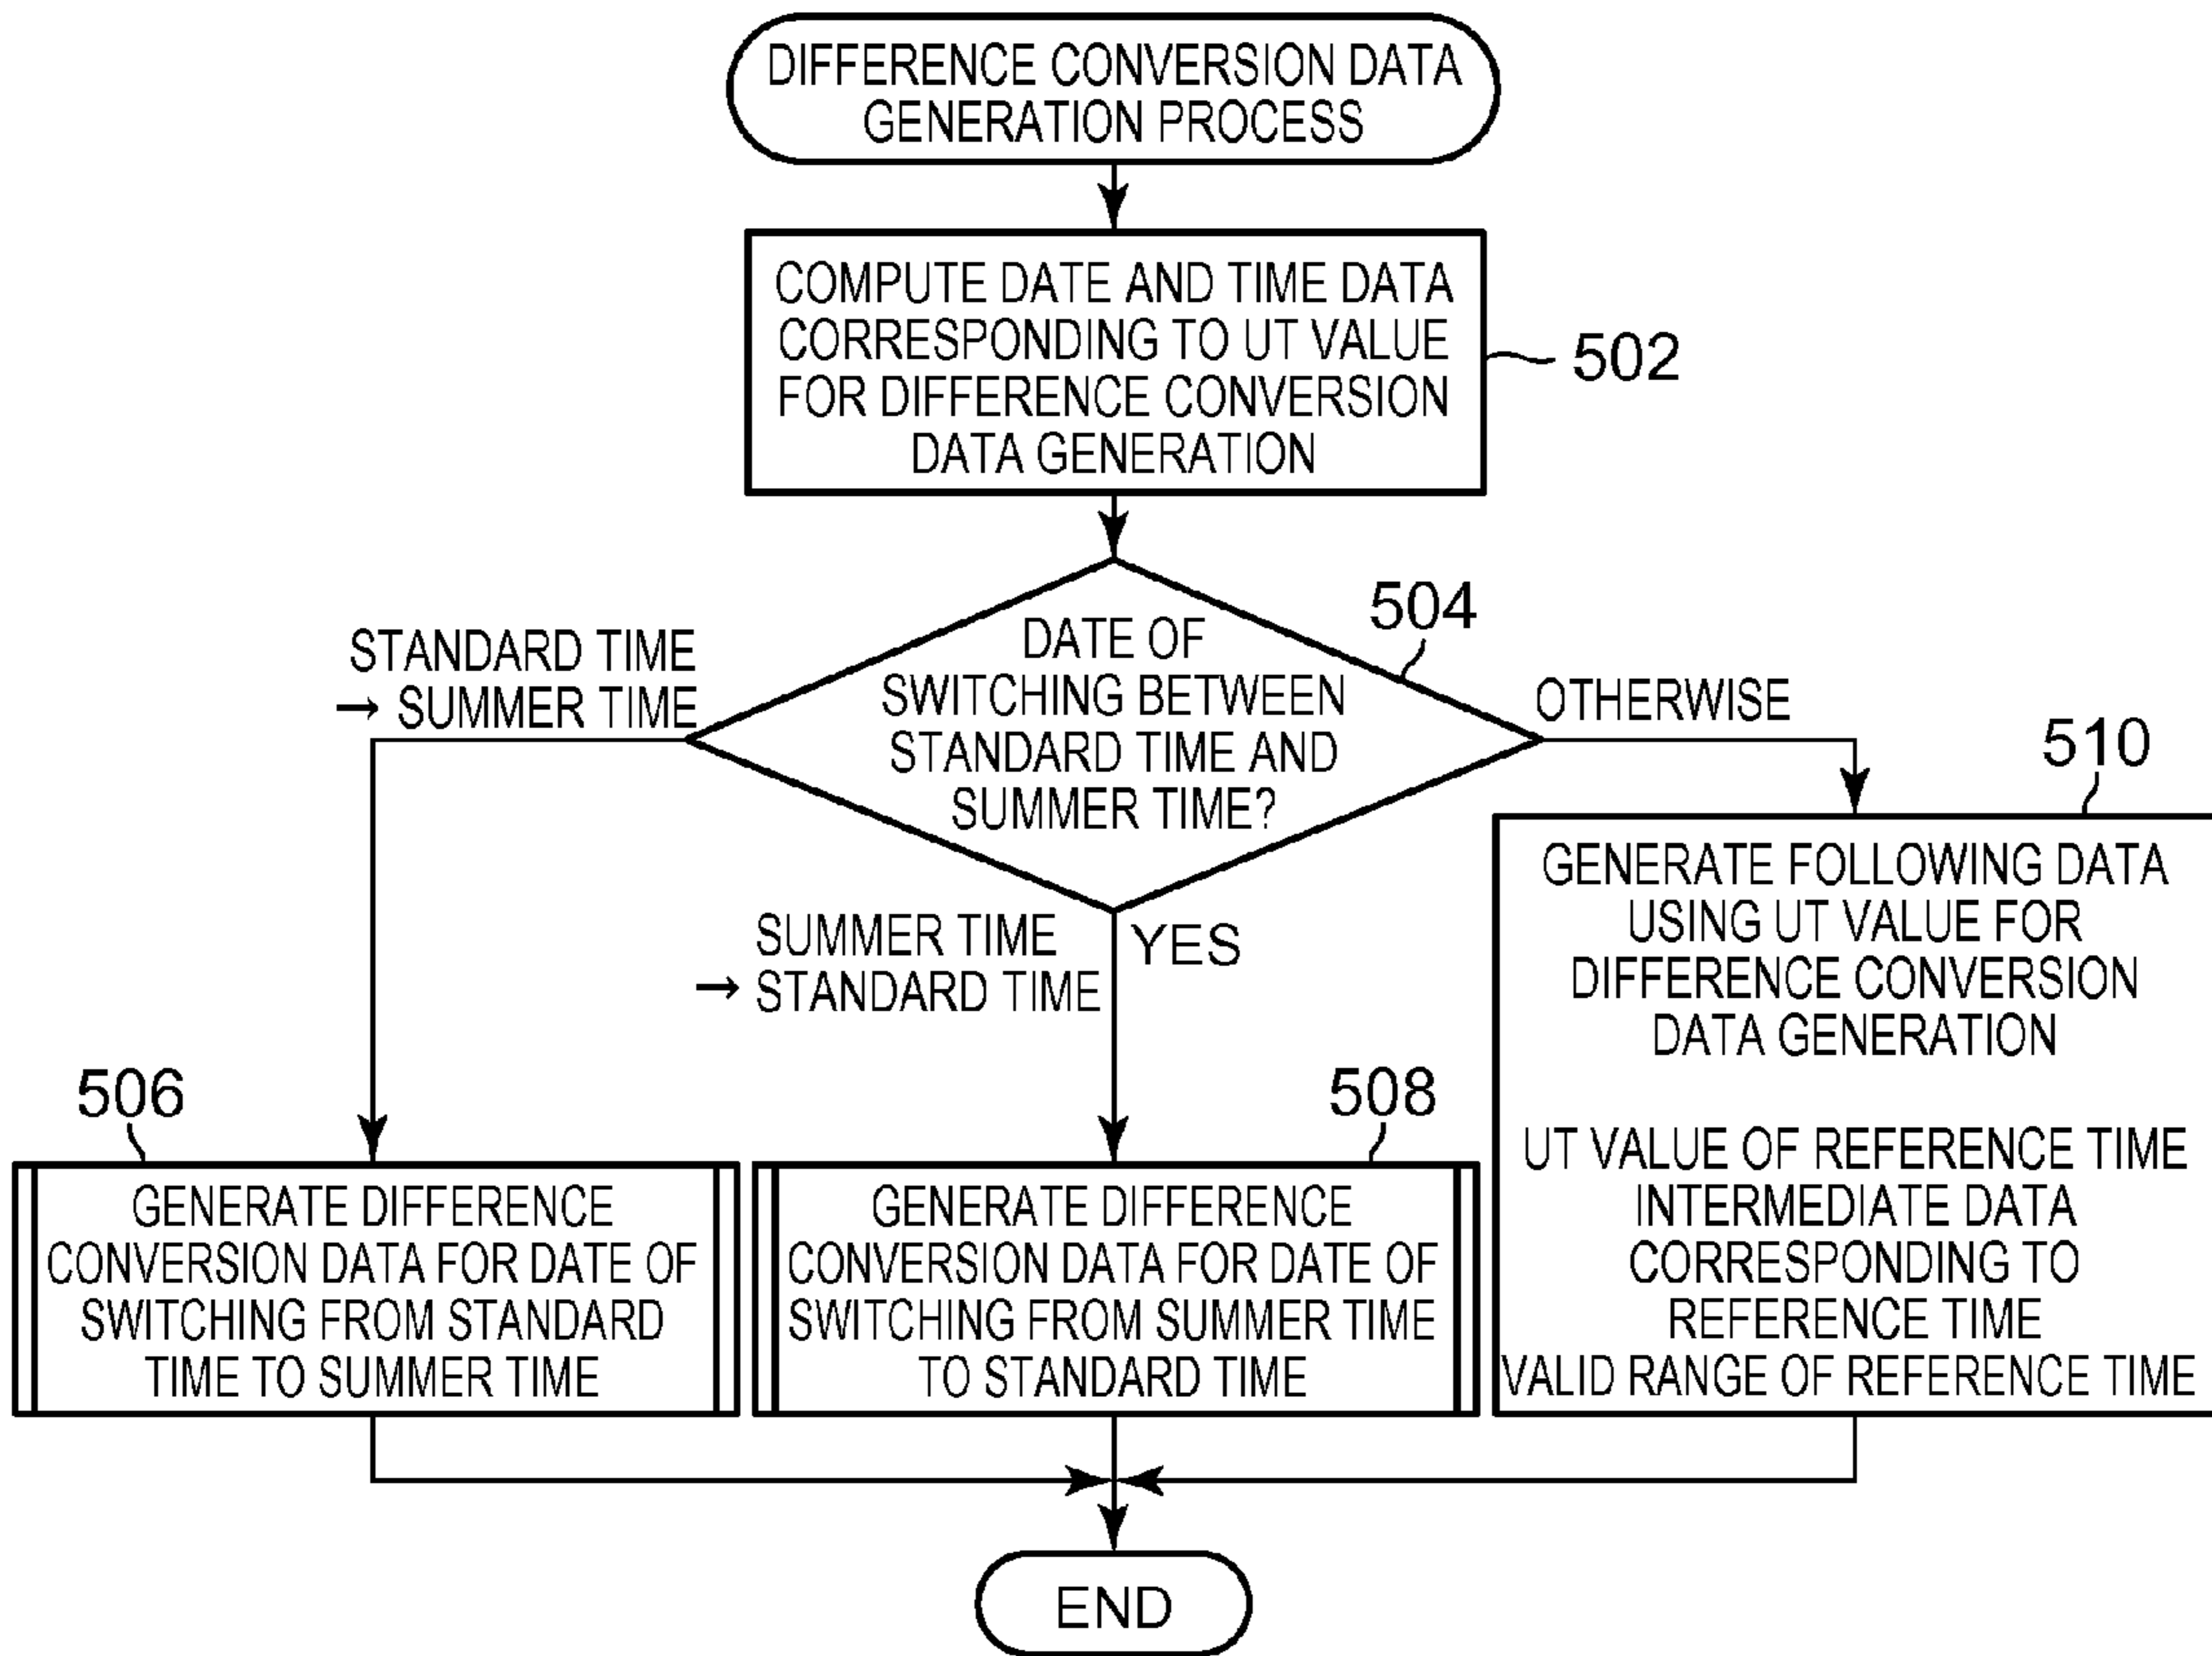 DIFFERENCE CONVERSION DATA
GENERATION PROCESS
COMPUTE DATE AND TIME DATA
CORRESPONDING TO UT VALUE
FOR DIFFERENCE CONVERSION
DATA GENERATION
502
504
DATE OF
SWITCHING BETWEEN
STANDARD TIME AND
SUMMER TIME?
STANDARD TIME
→ SUMMER TIME
OTHERWISE
SUMMER TIME
→ STANDARD TIME
YES
506
GENERATE DIFFERENCE
CONVERSION DATA FOR DATE OF
SWITCHING FROM STANDARD
TIME TO SUMMER TIME
508
GENERATE DIFFERENCE
CONVERSION DATA FOR DATE OF
SWITCHING FROM SUMMER TIME
TO STANDARD TIME
510
GENERATE FOLLOWING DATA
USING UT VALUE FOR
DIFFERENCE CONVERSION
DATA GENERATION
UT VALUE OF REFERENCE TIME
INTERMEDIATE DATA
CORRESPONDING TO
REFERENCE TIME
VALID RANGE OF REFERENCE TIME
END